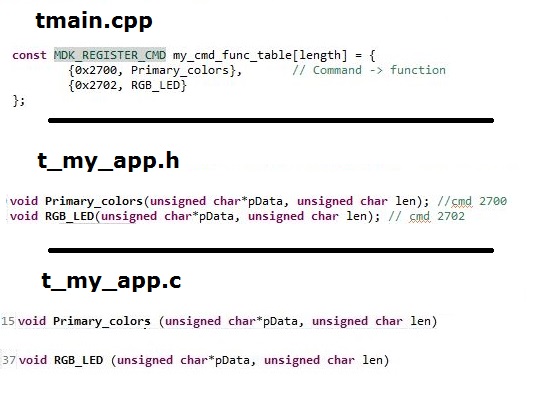 tmain.cpp
const MDK_REGISTER_CMD my_cmd_func_table[length] = {
{0x2700, Primary_colors}, // Command -> function
{0x2702, RGB_LED}
};
t_my_app.h
void Primary_colors(unsigned char*pData, unsigned char len); //cmd 2700
void RGB_LED(unsigned char*pData, unsigned char len); // cmd 2702
t_my_app.c
15 void Primary_colors (unsigned char*pData, unsigned char len)
37 void RGB_LED (unsigned char*pData, unsigned char len)